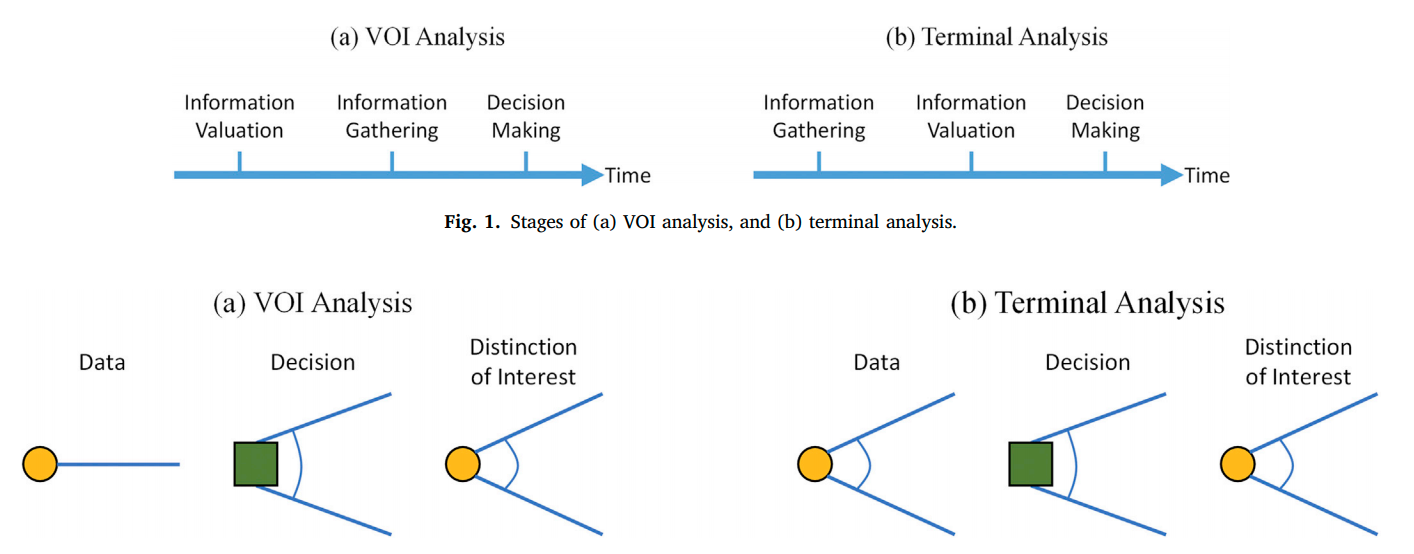 (a) VOI Analysis
(b) Terminal Analysis
Information
Valuation
Information
Gathering
Decision
Making
Time
Information
Gathering
Information
Valuation
Decision
Making
Time
Fig. 1. Stages of (a) VOI analysis, and (b) terminal analysis.
(a) VOI Analysis
(b) Terminal Analysis
Data
Decision
Distinction
of Interest
Data
Decision
Distinction
of Interest